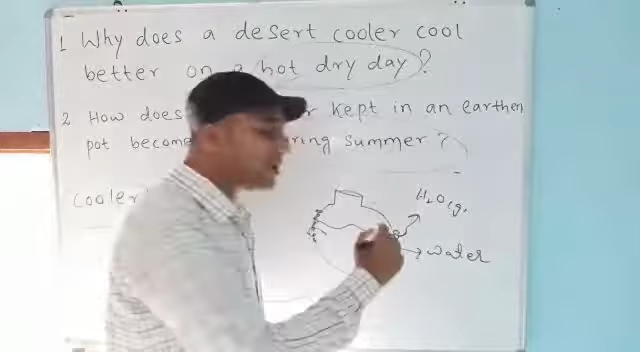 1 Why does a desert cooler cool
better on a hot dry day?
2 How does kept in an earthen
pot become summer?
cooler
H₂O(g)
water